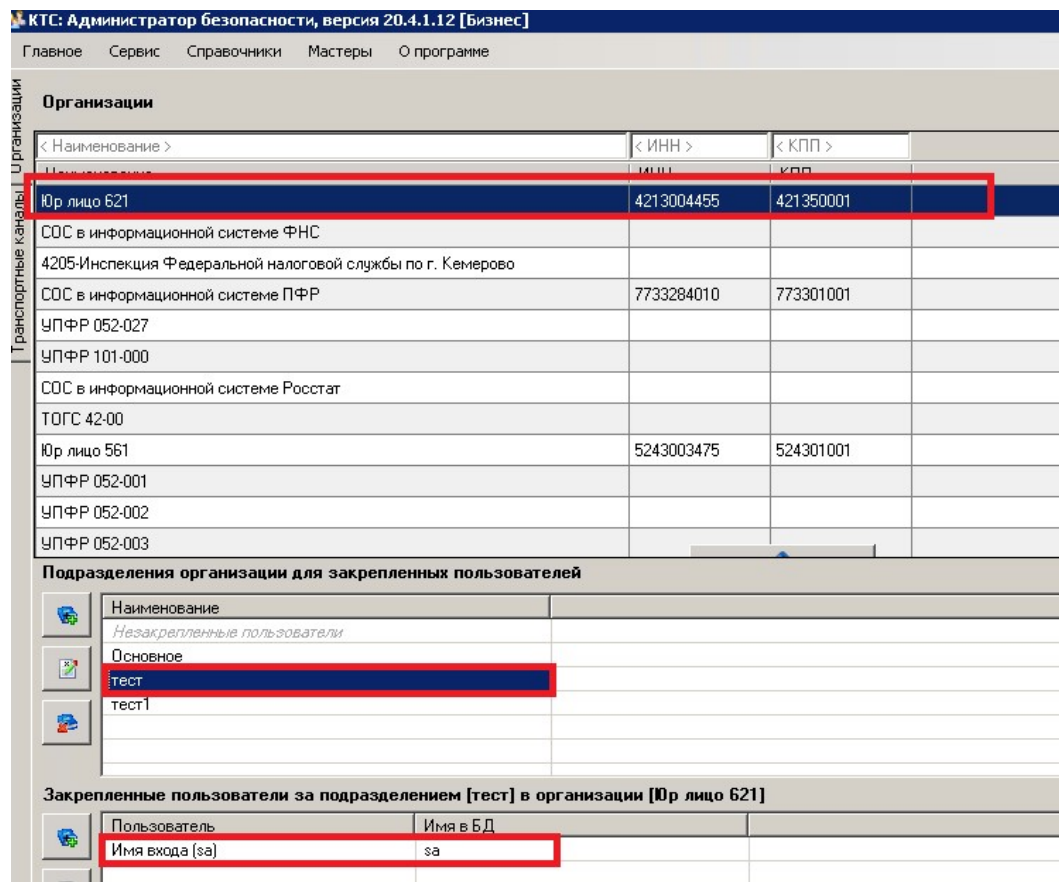 КТС: Администратор безопасности, версия 20.4.1.12 [Бизнес]
Главное Сервис Справочники Мастеры О программе
Организации
Транспортные каналы
Организации
< Наименование > < ИНН > < КПП >
Наименование ИНН КПП
Юр лицо 621 4213004455 421350001
СОС в информационной системе ФНС
4205-Инспекция Федеральной налоговой службы по г. Кемерово
СОС в информационной системе ПФР 7733284010 773301001
УПФР 052-027
УПФР 101-000
СОС в информационной системе Росстат
ТОГС 42-00
Юр лицо 561 5243003475 524301001
УПФР 052-001
УПФР 052-002
УПФР 052-003
Подразделения организации для закрепленных пользователей
Наименование
Незакрепленные пользователи
Основное
тест
тест1
Закрепленные пользователи за подразделением [тест] в организации [Юр лицо 621]
Пользователь Имя в БД
Имя входа (sa) sa